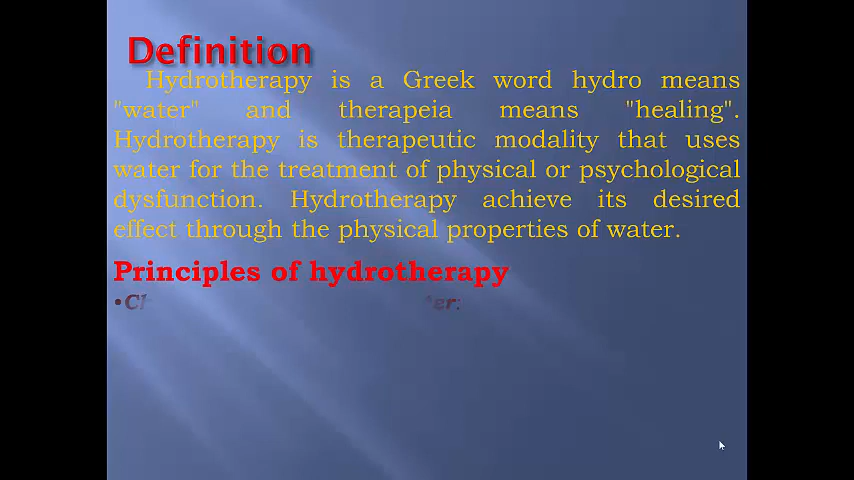 Definition
Hydrotherapy is a Greek word hydro means
"water" and therapeia means "healing".
Hydrotherapy is therapeutic modality that uses
water for the treatment of physical or psychological
dysfunction. Hydrotherapy achieve its desired
effect through the physical properties of water.
Principles of hydrotherapy